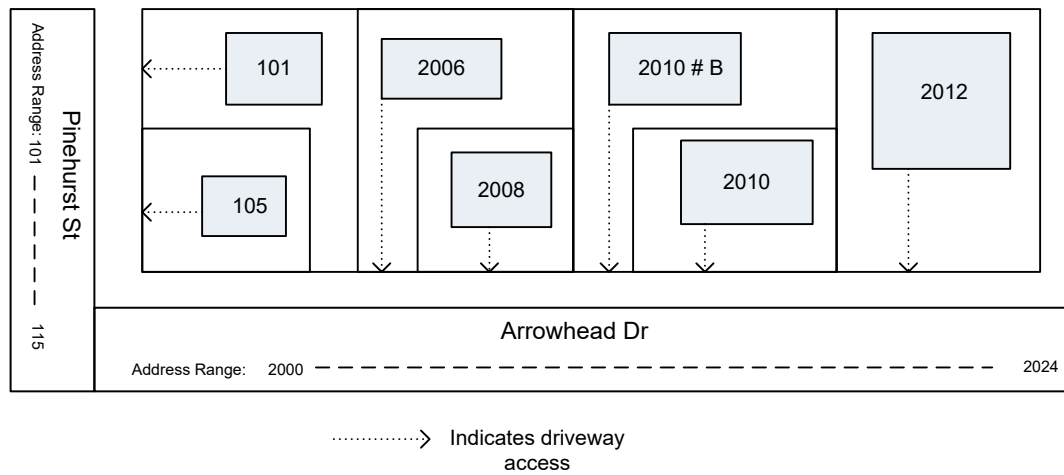 Pinehurst St
Address Range: 101
115
101
2006
2010 # B
2012
105
2008
2010
Arrowhead Dr
Address Range: 2000
2024
Indicates driveway
access